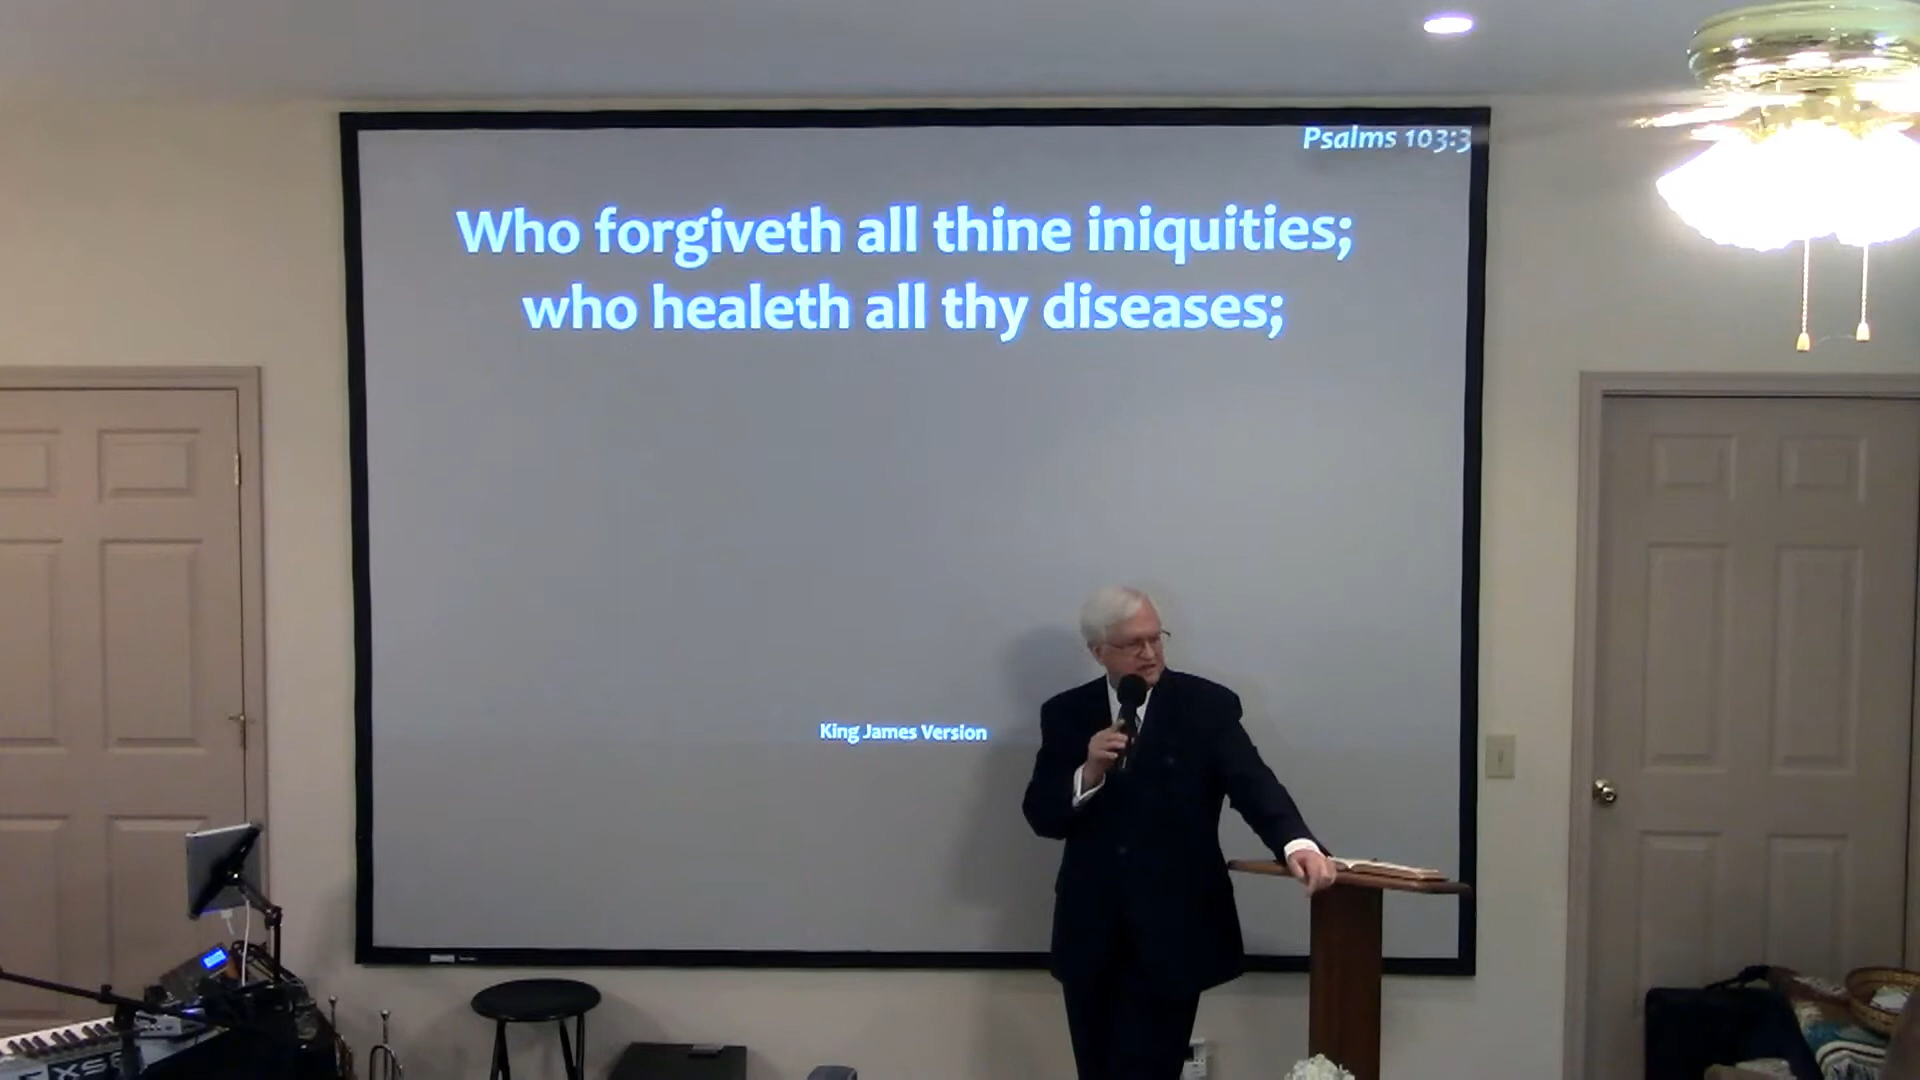 Psalms 103:3
Who forgiveth all thine iniquities;
who healeth all thy diseases;
King James Version